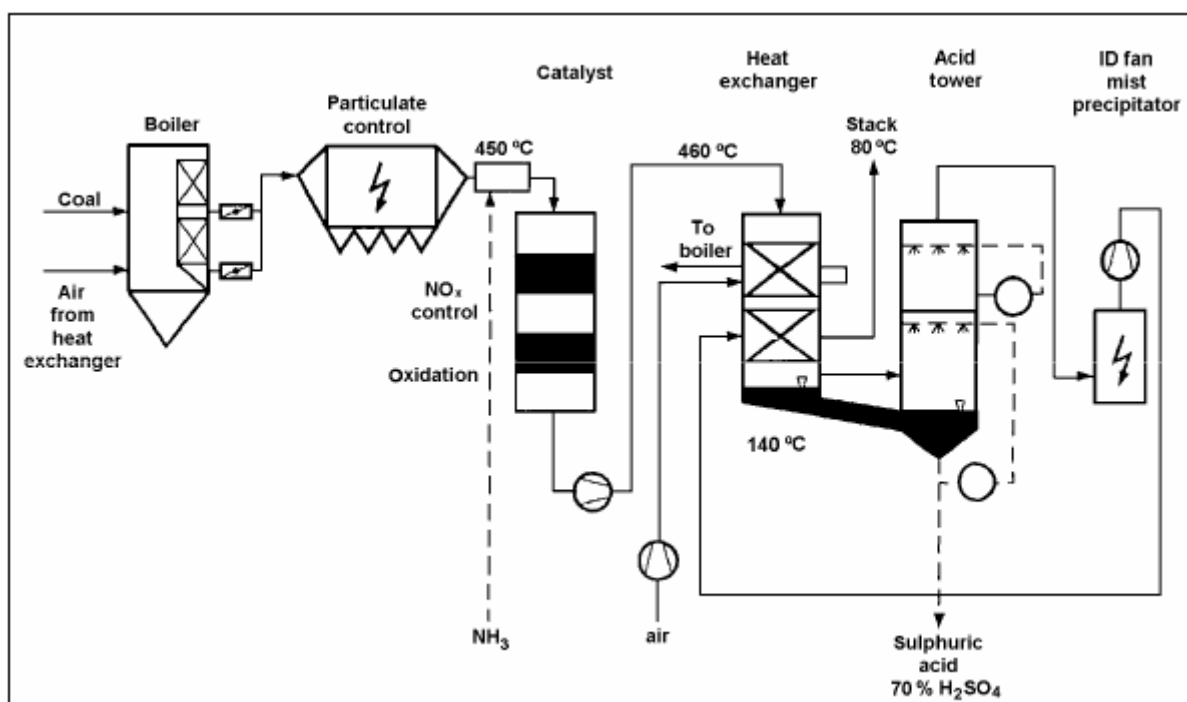 Catalyst
Heat
exchanger
Acid
tower
ID fan
mist
precipitator
Boiler
Particulate
control
450 ºC
460 ºC
Stack
80 ºC
Coal
Air
from
heat
exchanger
To
boiler
NOₓ
control
Oxidation
140 ºC
NH₃
air
Sulphuric
acid
70 % H₂SO₄